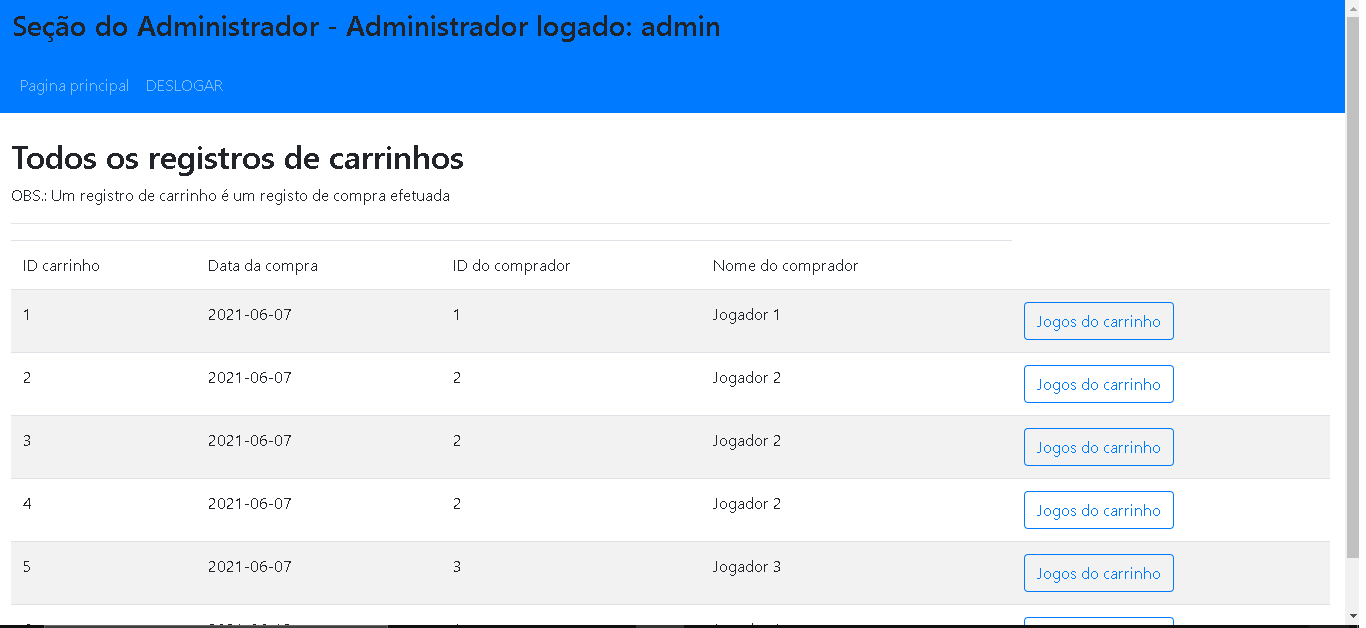 Seção do Administrador - Administrador logado: admin
Pagina principal DESLOGAR
Todos os registros de carrinhos
OBS.: Um registro de carrinho é um registo de compra efetuada
ID carrinho Data da compra ID do comprador Nome do comprador
1 2021-06-07 1 Jogador 1 Jogos do carrinho
2 2021-06-07 2 Jogador 2 Jogos do carrinho
3 2021-06-07 2 Jogador 2 Jogos do carrinho
4 2021-06-07 2 Jogador 2 Jogos do carrinho
5 2021-06-07 3 Jogador 3 Jogos do carrinho